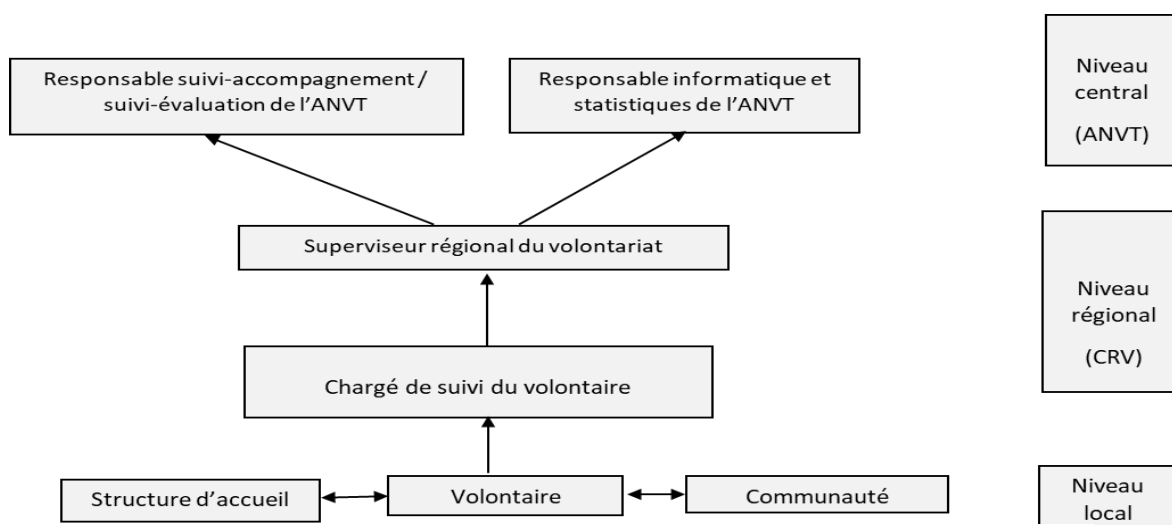 Responsable suivi-accompagnement /
suivi-évaluation de l’ANVT
Responsable informatique et
statistiques de l’ANVT
Niveau
central
(ANVT)
Superviseur régional du volontariat
Niveau
régional
(CRV)
Chargé de suivi du volontaire
Structure d’accueil
Volontaire
Communauté
Niveau
local